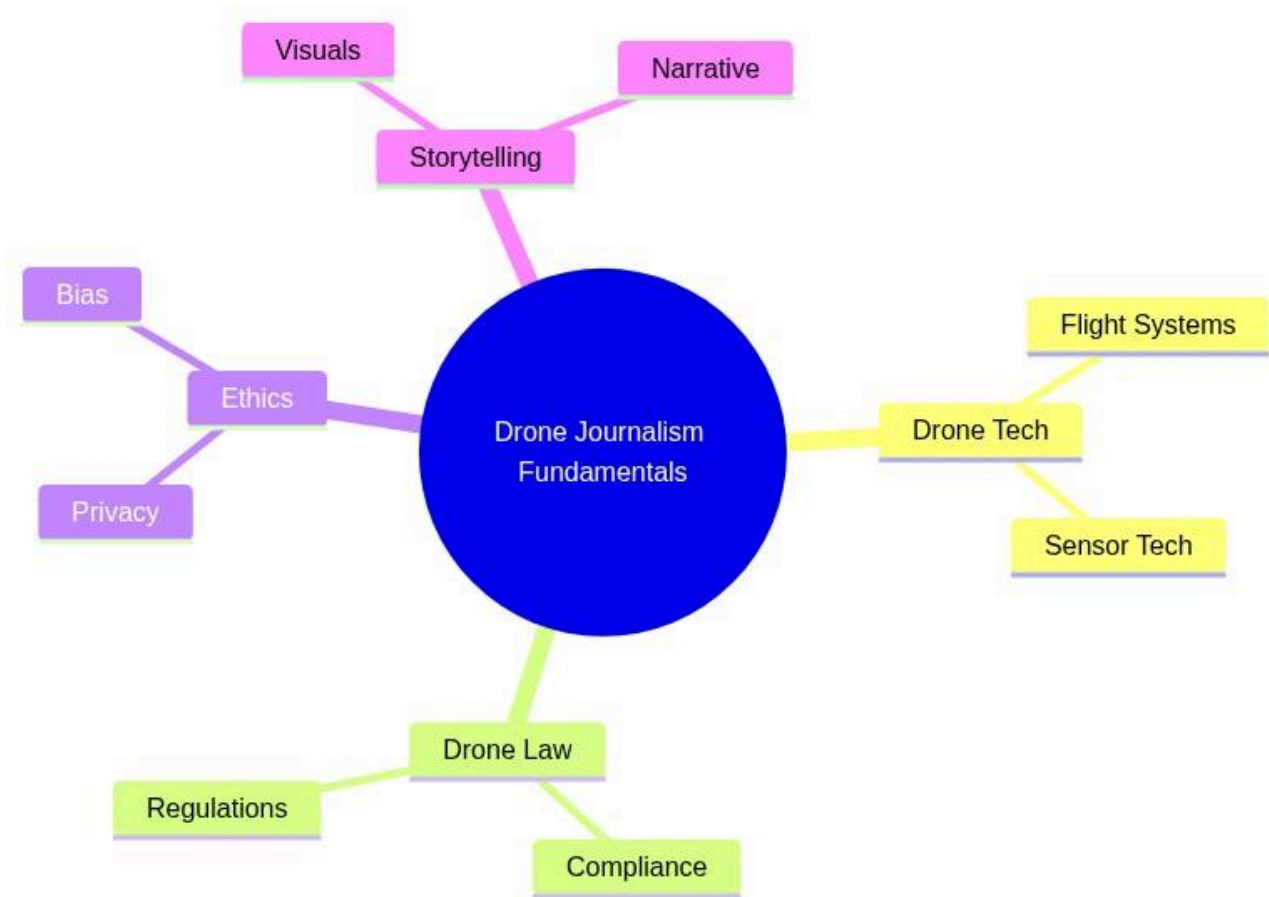 Visuals
Narrative
Storytelling
Bias
Flight Systems
Ethics
Drone Journalism
Fundamentals
Drone Tech
Privacy
Sensor Tech
Drone Law
Regulations
Compliance